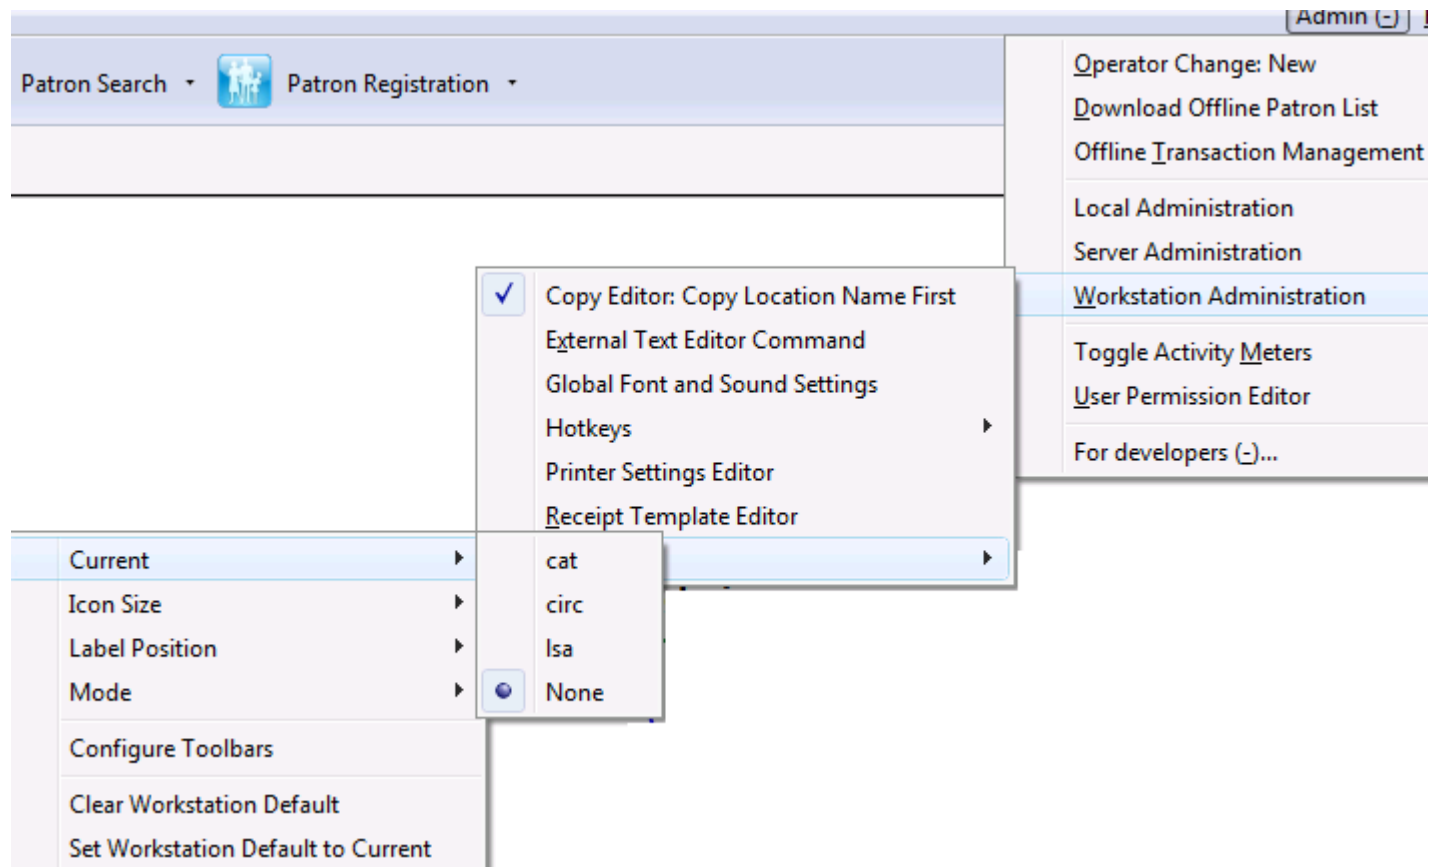 Admin (-)
Patron Search
Patron Registration
Operator Change: New
Download Offline Patron List
Offline Transaction Management
Local Administration
Server Administration
Workstation Administration
Toggle Activity Meters
User Permission Editor
For developers (-)...
Copy Editor: Copy Location Name First
External Text Editor Command
Global Font and Sound Settings
Hotkeys
Printer Settings Editor
Receipt Template Editor
Current
Icon Size
Label Position
Mode
Configure Toolbars
Clear Workstation Default
Set Workstation Default to Current
cat
circ
lsa
None